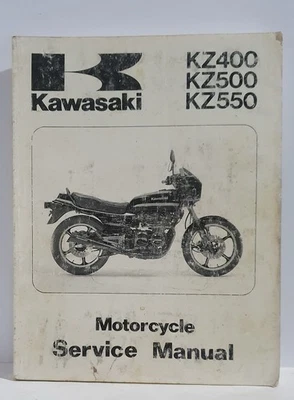 KZ400
KZ500
Kawasaki KZ550
Motorcycle
Service Manual